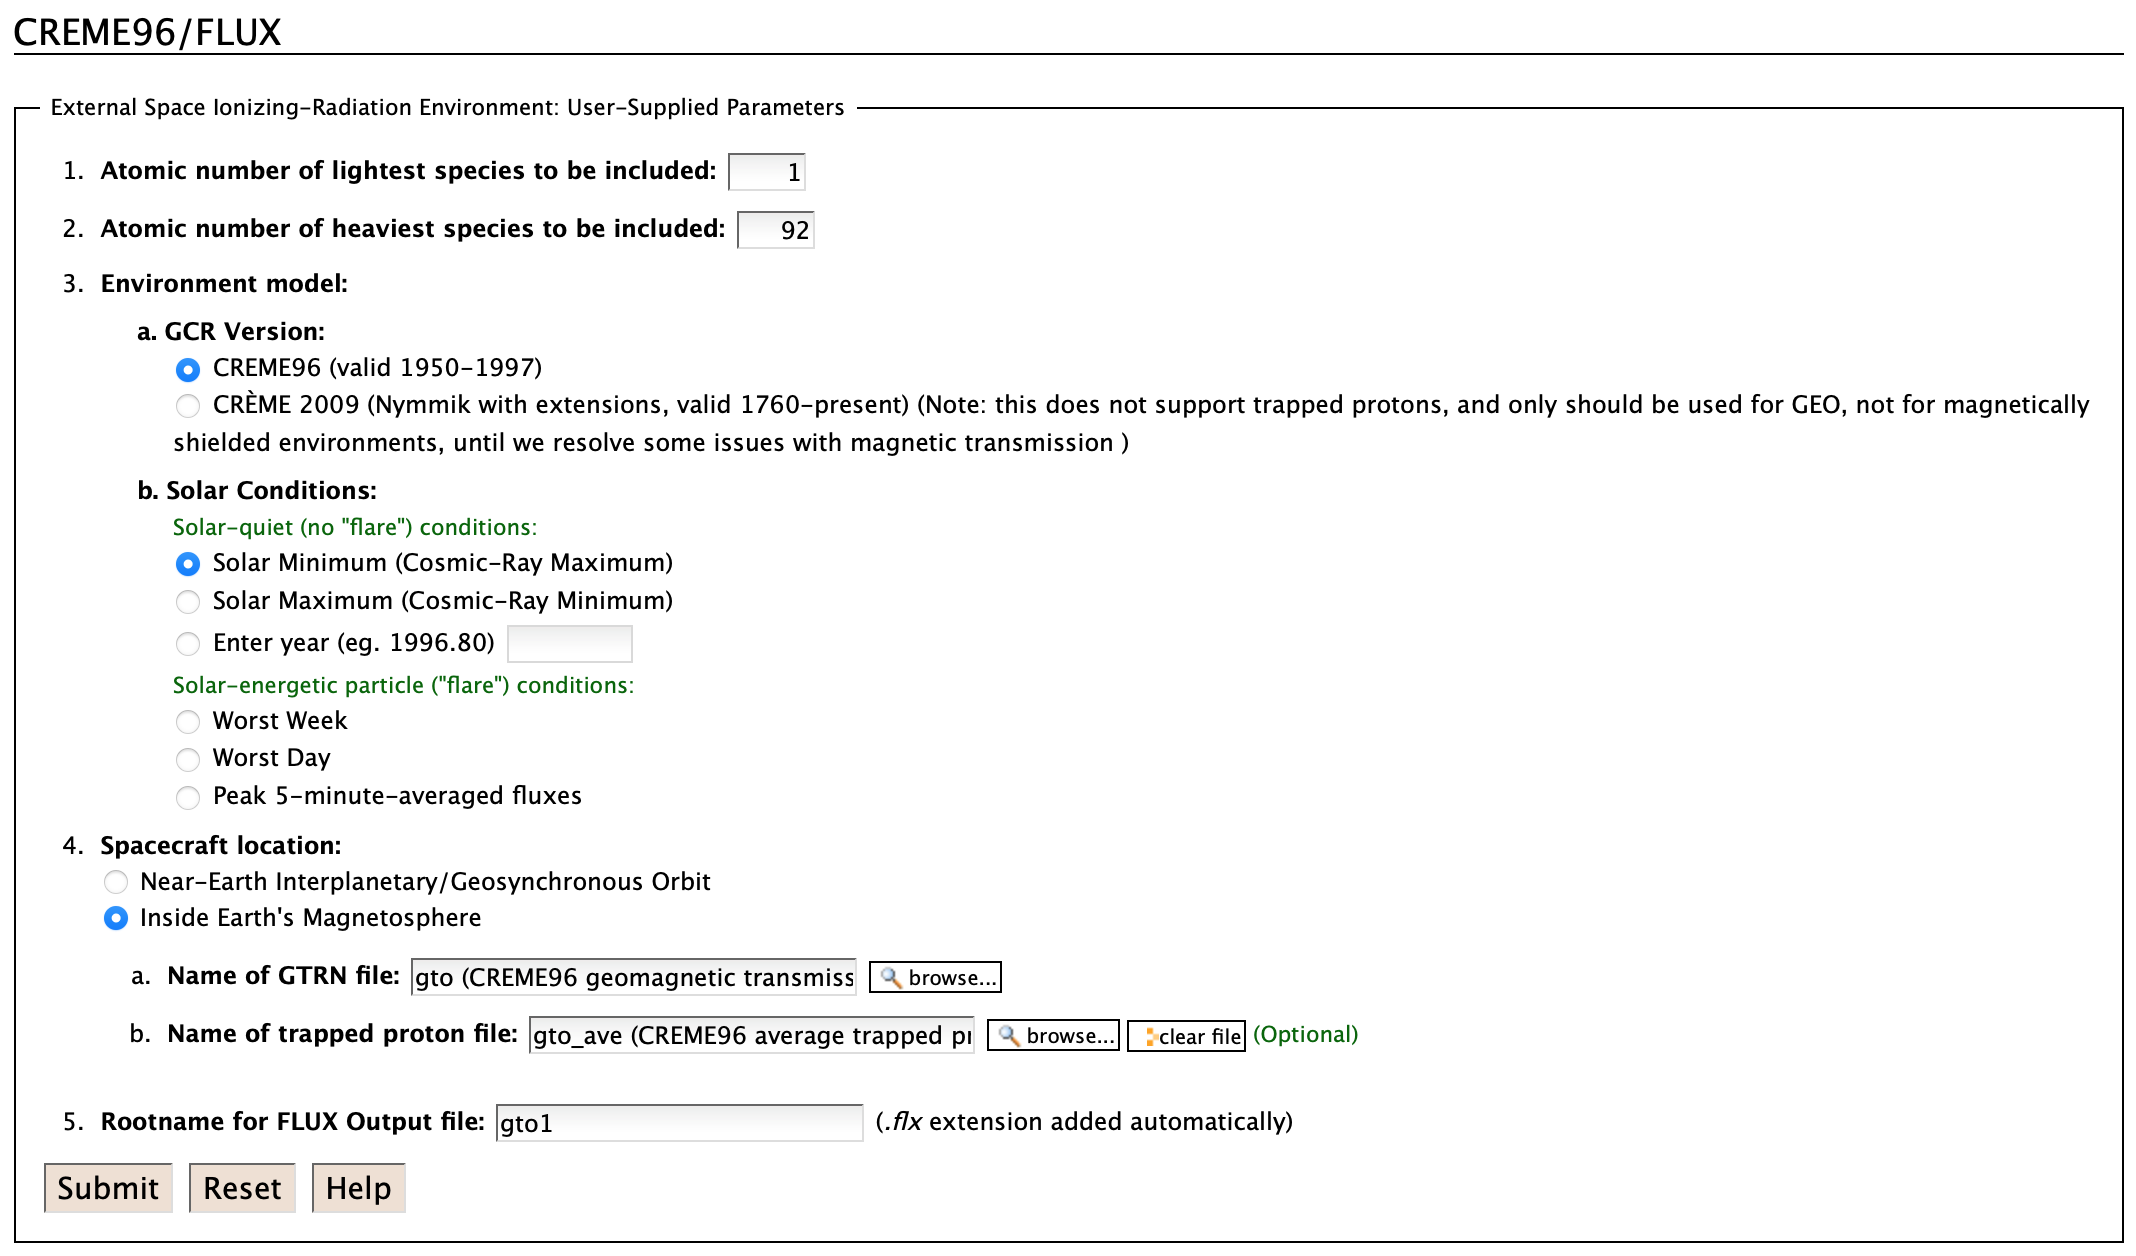 CREME96/FLUX
External Space Ionizing-Radiation Environment: User-Supplied Parameters
1. Atomic number of lightest species to be included: 1
2. Atomic number of heaviest species to be included: 92
3. Environment model:
a. GCR Version:
CREME96 (valid 1950-1997)
CRÈME 2009 (Nymmik with extensions, valid 1760-present) (Note: this does not support trapped protons, and only should be used for GEO, not for magnetically
shielded environments, until we resolve some issues with magnetic transmission )
b. Solar Conditions:
Solar-quiet (no "flare") conditions:
Solar Minimum (Cosmic-Ray Maximum)
Solar Maximum (Cosmic-Ray Minimum)
Enter year (eg. 1996.80)
Solar-energetic particle ("flare") conditions:
Worst Week
Worst Day
Peak 5-minute-averaged fluxes
4. Spacecraft location:
Near-Earth Interplanetary/Geosynchronous Orbit
Inside Earth's Magnetosphere
a. Name of GTRN file: gto (CREME96 geomagnetic transmiss browse...
b. Name of trapped proton file: gto_ave (CREME96 average trapped pr browse... clear file (Optional)
5. Rootname for FLUX Output file: gto1 (.flx extension added automatically)
Submit Reset Help